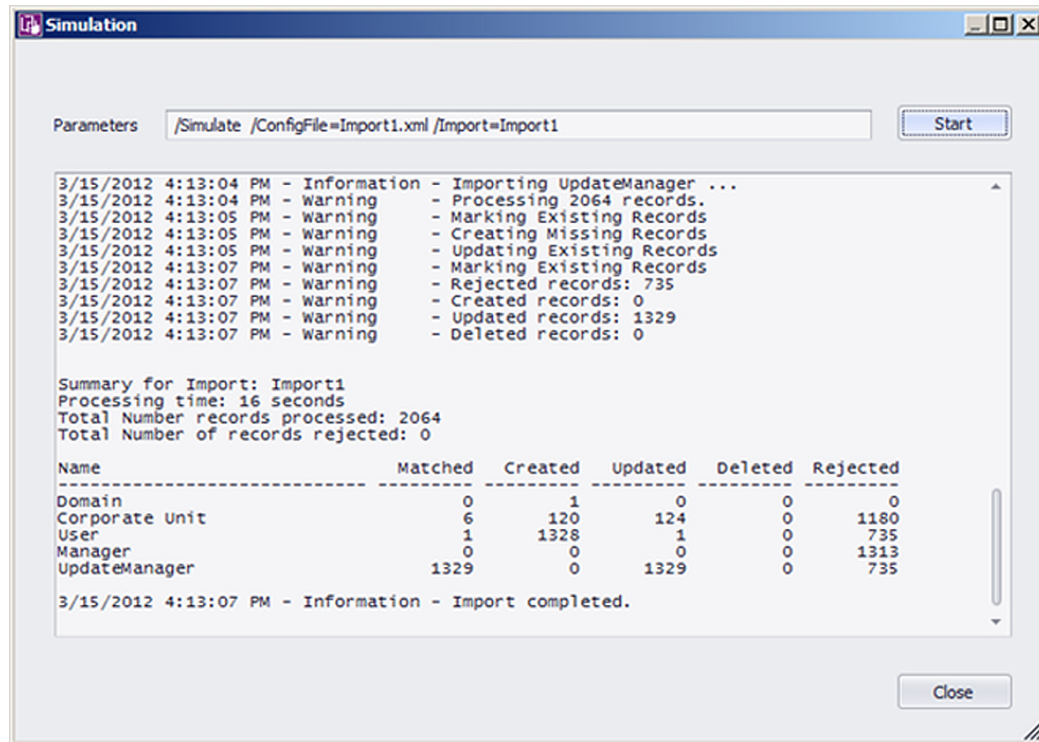 Simulation
Parameters /Simulate /ConfigFile=Import1.xml /Import=Import1 Start
3/15/2012 4:13:04 PM - Information - Importing UpdateManager ...
3/15/2012 4:13:04 PM - Warning - Processing 2064 records.
3/15/2012 4:13:05 PM - Warning - Marking Existing Records
3/15/2012 4:13:05 PM - Warning - Creating Missing Records
3/15/2012 4:13:05 PM - Warning - Updating Existing Records
3/15/2012 4:13:07 PM - Warning - Marking Existing Records
3/15/2012 4:13:07 PM - Warning - Rejected records: 735
3/15/2012 4:13:07 PM - Warning - Created records: 0
3/15/2012 4:13:07 PM - Warning - Updated records: 1329
3/15/2012 4:13:07 PM - Warning - Deleted records: 0
Summary for Import: Import1
Processing time: 16 seconds
Total Number records processed: 2064
Total Number of records rejected: 0
Name Matched Created Updated Deleted Rejected
----------------------------- --------- --------- --------- --------- ---------
Domain 0 1 0 0 0
Corporate Unit 6 120 124 0 1180
User 1 1328 1 0 735
Manager 0 0 0 0 1313
UpdateManager 1329 0 1329 0 735
3/15/2012 4:13:07 PM - Information - Import completed.
Close